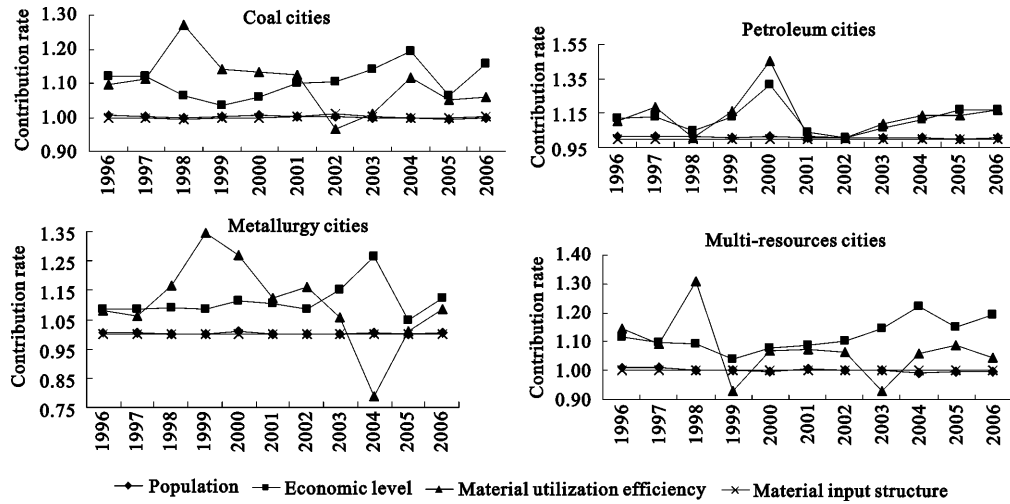 Coal cities
Contribution rate
1.30
1.20
1.10
1.00
0.90
1996 1997 1998 1999 2000 2001 2002 2003 2004 2005 2006
Petroleum cities
Contribution rate
1.55
1.35
1.15
0.95
1996 1997 1998 1999 2000 2001 2002 2003 2004 2005 2006
Metallurgy cities
Contribution rate
1.35
1.25
1.15
1.05
0.95
0.85
0.75
1996 1997 1998 1999 2000 2001 2002 2003 2004 2005 2006
Multi-resources cities
Contribution rate
1.40
1.30
1.20
1.10
1.00
0.90
1996 1997 1998 1999 2000 2001 2002 2003 2004 2005 2006
Population Economic level Material utilization efficiency Material input structure